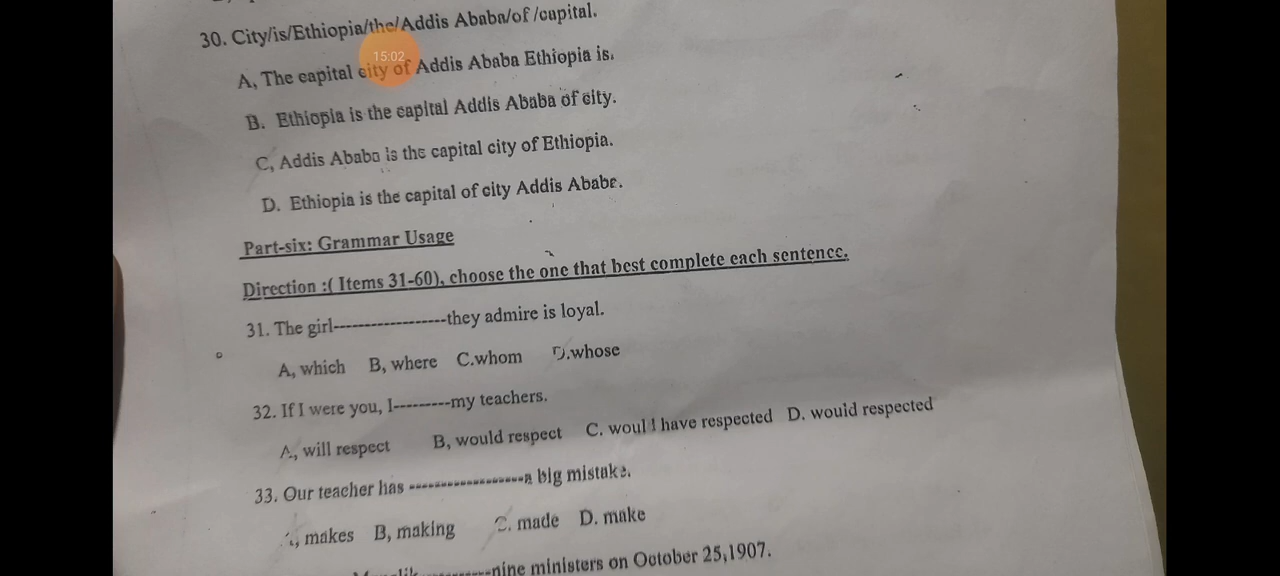 30. City/is/Ethiopia/the/Addis Ababa/of /capital.
15:02
A, The capital city of Addis Ababa Ethiopia is.
B. Ethiopia is the capital Addis Ababa of city.
C, Addis Ababa is the capital city of Ethiopia.
D. Ethiopia is the capital of city Addis Ababa.
Part-six: Grammar Usage
Direction :( Items 31-60), choose the one that best complete each sentence.
31. The girl------------------they admire is loyal.
A, which B, where C.whom D.whose
32. If I were you, I---------my teachers.
A, will respect B, would respect C. would have respected D. would respected
33. Our teacher has ------------------a big mistake.
A, makes B, making C. made D. make
----------nine ministers on October 25,1907.